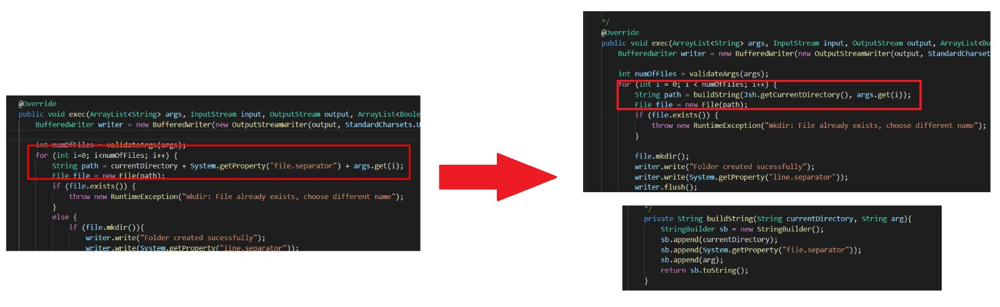 @Override
public void exec(ArrayList<String> args, InputStream input, OutputStream output, ArrayList<Boole
BufferedWriter writer = new BufferedWriter(new OutputStreamWriter(output, StandardCharsets.U
int numOfFiles = validateArgs(args);
for (int i=0; i<numOfFiles; i++) {
String path = currentDirectory + System.getProperty("file.separator") + args.get(i);
File file = new File(path);
if (file.exists()) {
throw new RuntimeException("mkdir: File already exists, choose different name");
}
else {
if (file.mkdir()){
writer.write("Folder created sucessfully");
writer.write(System.getProperty("line.separator"));
*/
@Override
public void exec(ArrayList<String> args, InputStream input, OutputStream output, ArrayList<Bo
BufferedWriter writer = new BufferedWriter(new OutputStreamWriter(output, StandardCharset
int numOfFiles = validateArgs(args);
for (int i = 0; i < numOfFiles; i++) {
String path = buildString(Jsh.getCurrentDirectory(), args.get(i));
File file = new File(path);
if (file.exists()) {
throw new RuntimeException("mkdir: File already exists, choose different name");
}
file.mkdir();
writer.write("Folder created sucessfully");
writer.write(System.getProperty("line.separator"));
writer.flush();
*/
private String buildString(String currentDirectory, String arg){
StringBuilder sb = new StringBuilder();
sb.append(currentDirectory);
sb.append(System.getProperty("file.separator"));
sb.append(arg);
return sb.toString();
}